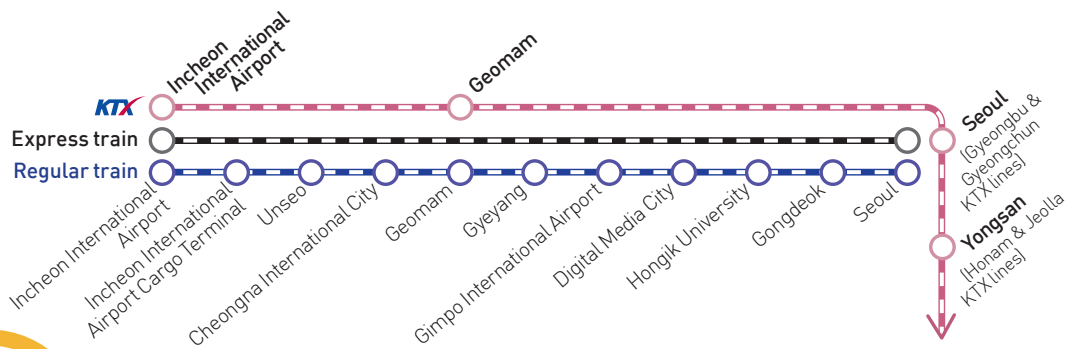 Incheon
International
Airport
Geomam
KTX
Seoul
(Gyeongbu &
Gyeongchun
KTX lines)
Express train
Regular train
Incheon International
Airport
Incheon International
Airport Cargo Terminal
Unseo
Cheongna International City
Geomam
Gyeyang
Gimpo International Airport
Digital Media City
Hongik University
Gongdeok
Seoul
Yongsan
(Honam & Jeolla
KTX lines)